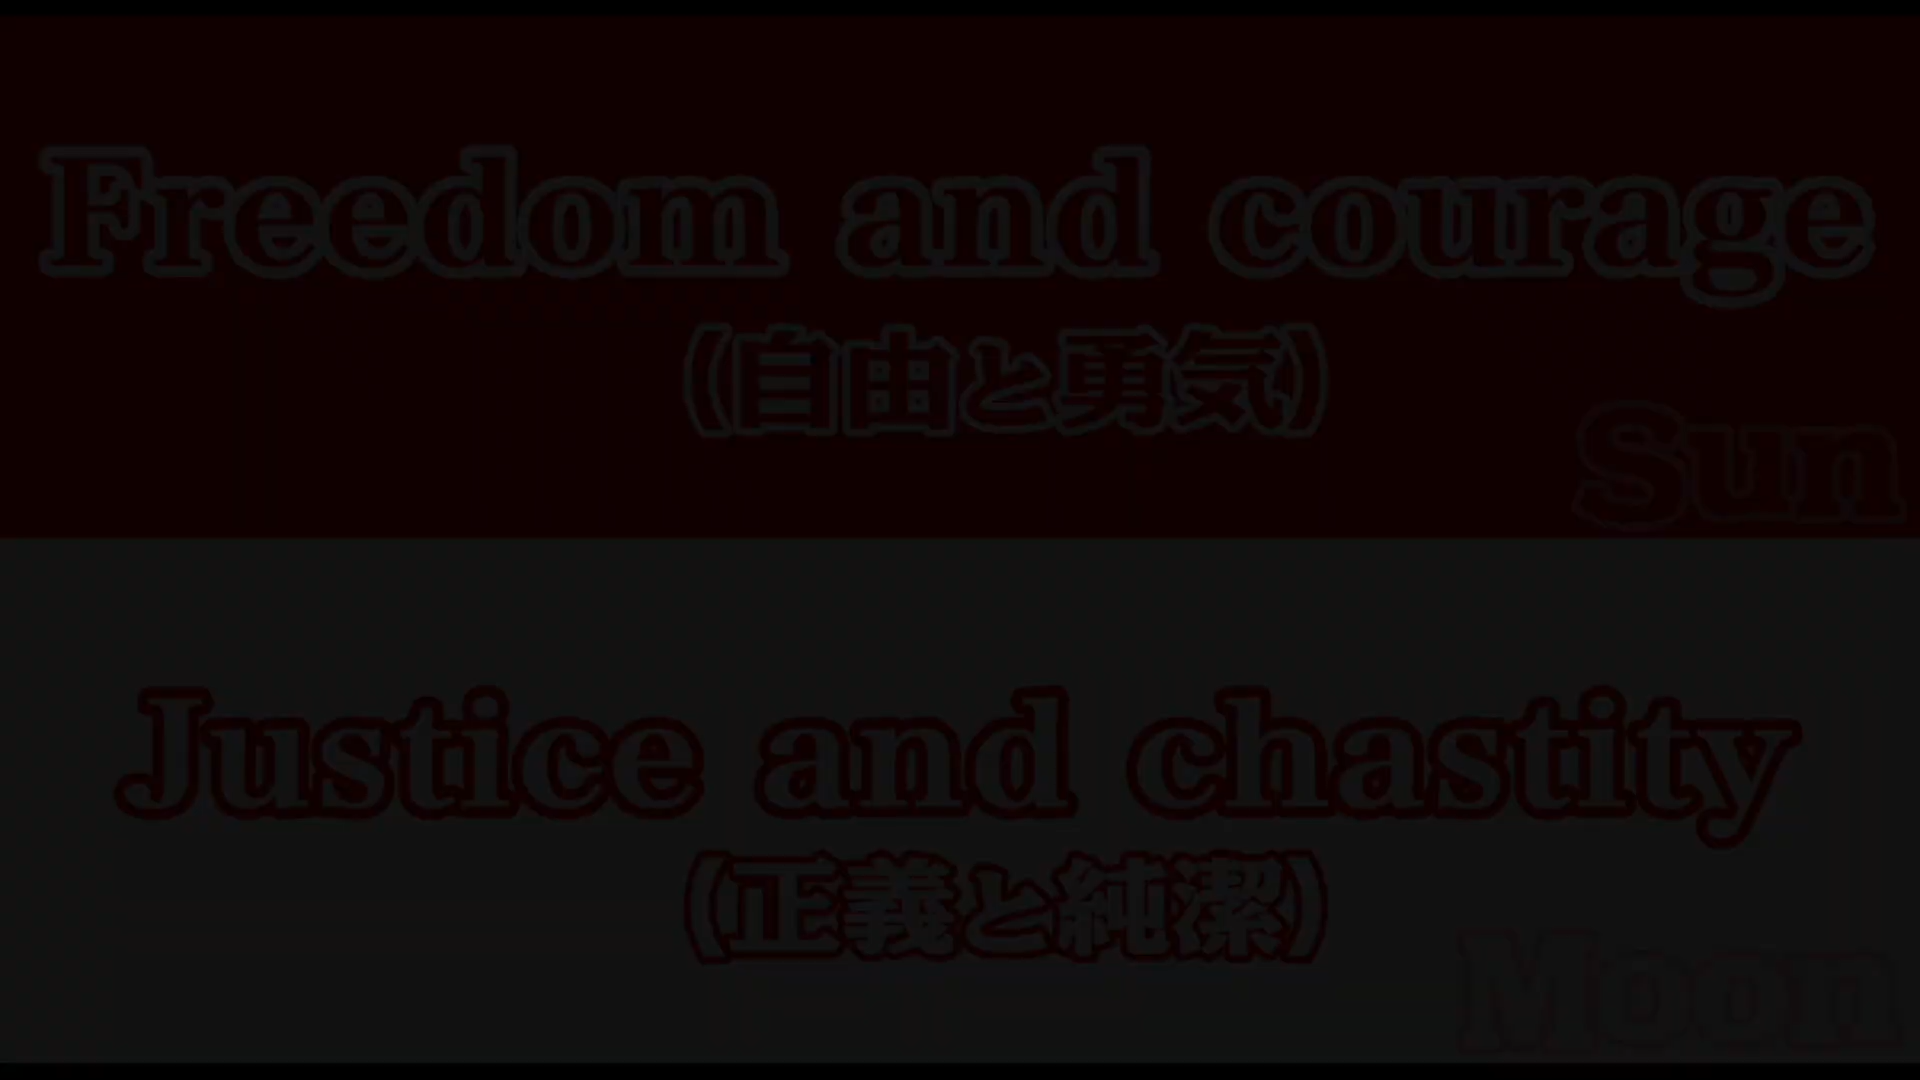 Freedom and courage
(自由と勇気)
Sun
Justice and chastity
(正義と純潔)
Moon